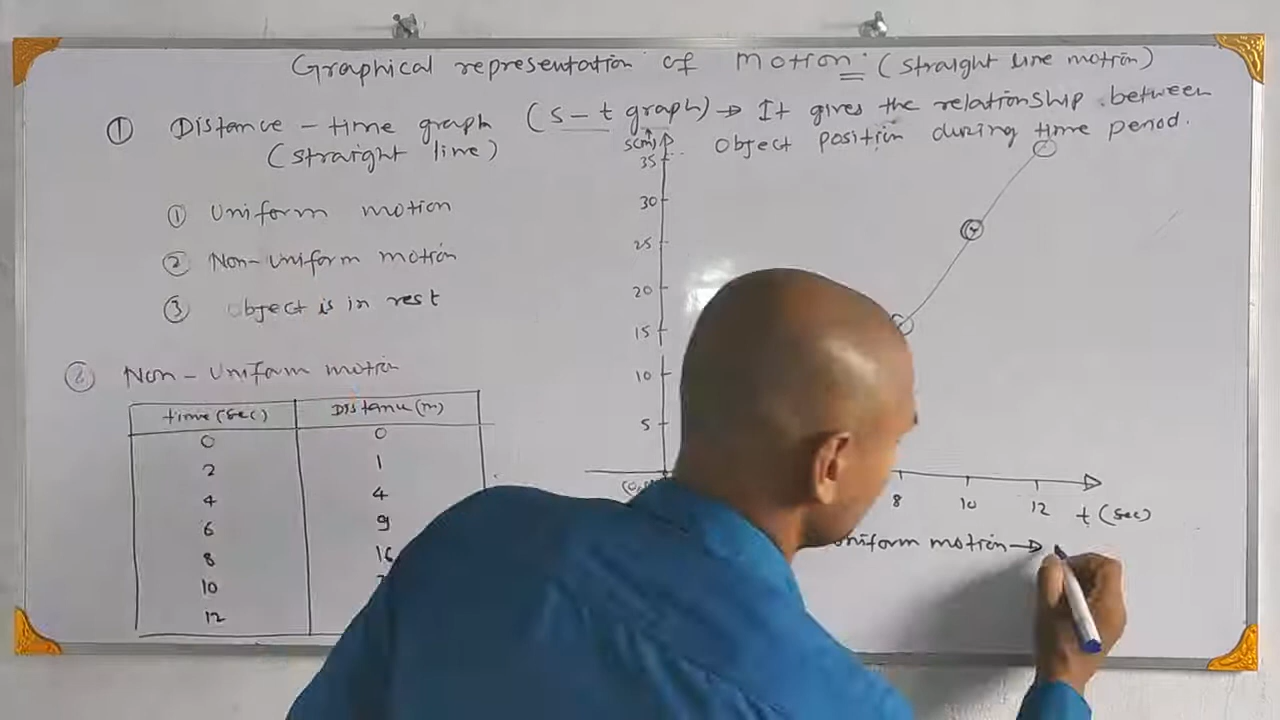 Graphical representation of motion: (straight line motion)
① Distance - time graph (s - t graph) → It gives the relationship between
(straight line)
object position during time period.
① Uniform motion
② Non-uniform motion
③ object is in rest
② Non - uniform motion
time (sec) Distance (m)
0 0
2 1
4 4
6 9
8 16
10
12
s(m)
35
30
25
20
15
10
5
8 10 12 t (sec)
uniform motion →